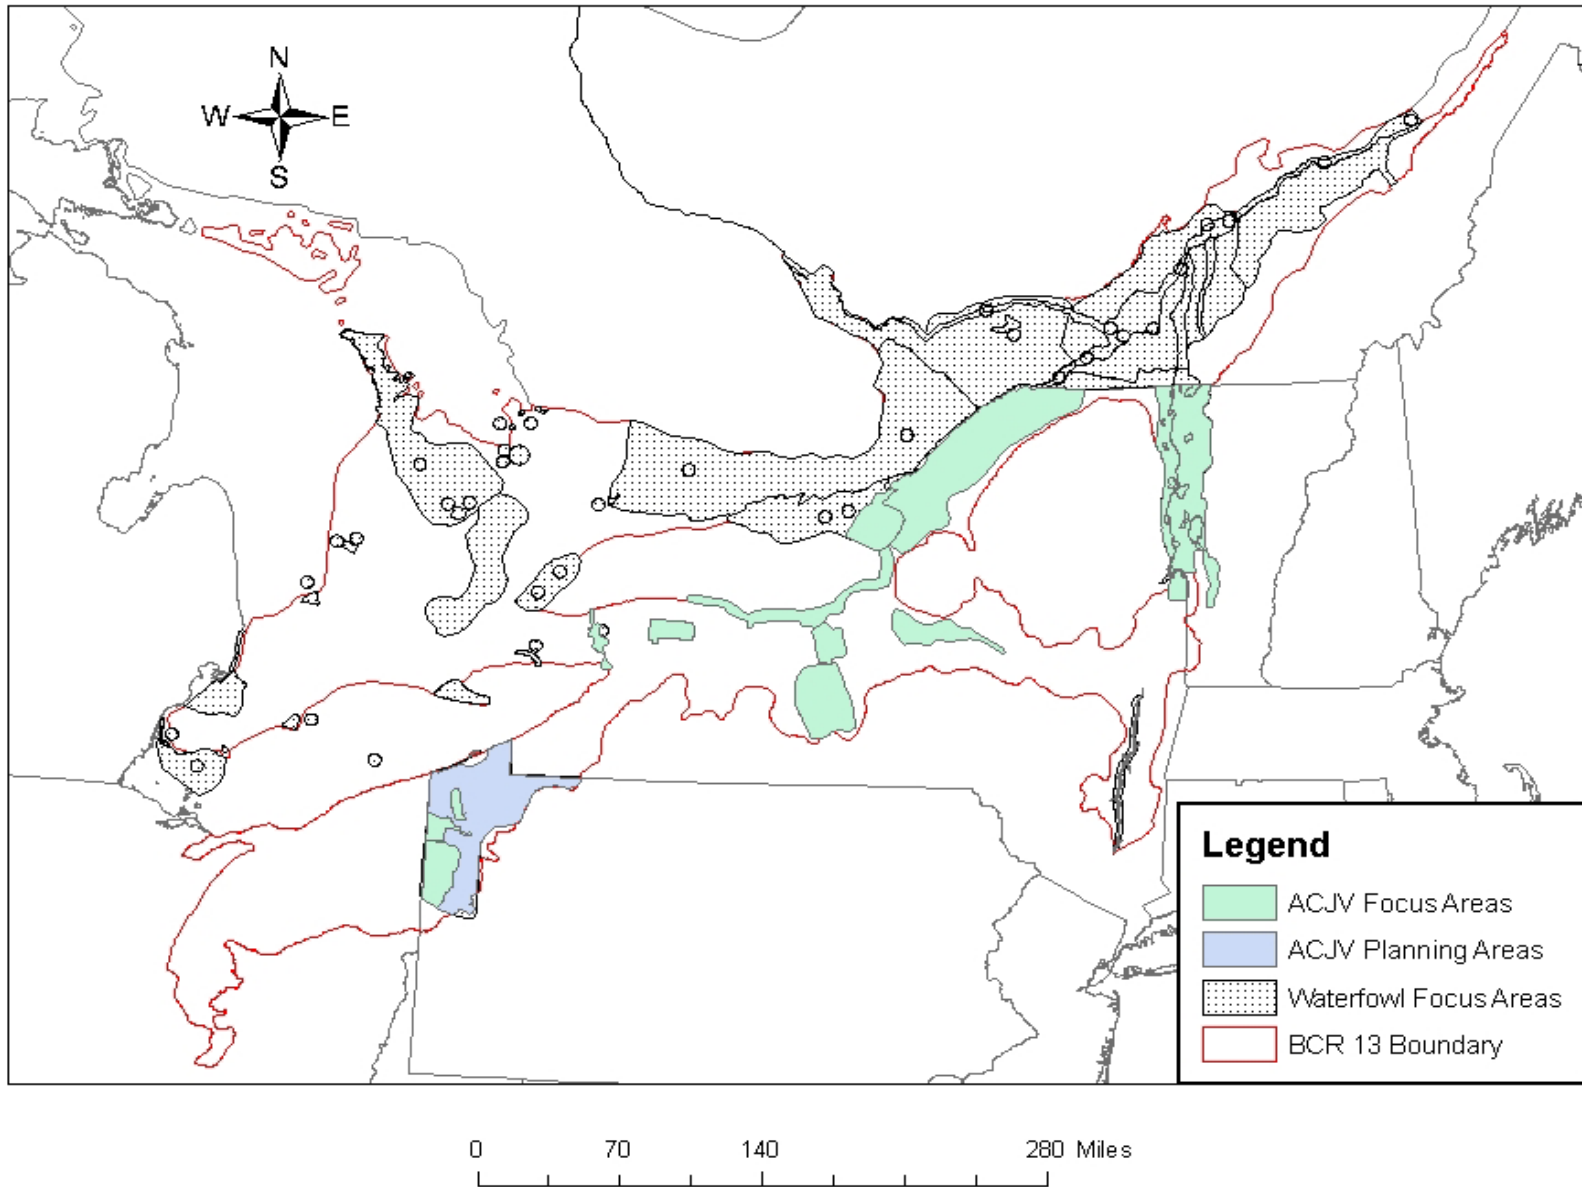 N
W E
S
Legend
ACJV Focus Areas
ACJV Planning Areas
Waterfowl Focus Areas
BCR 13 Boundary
0 70 140 280 Miles